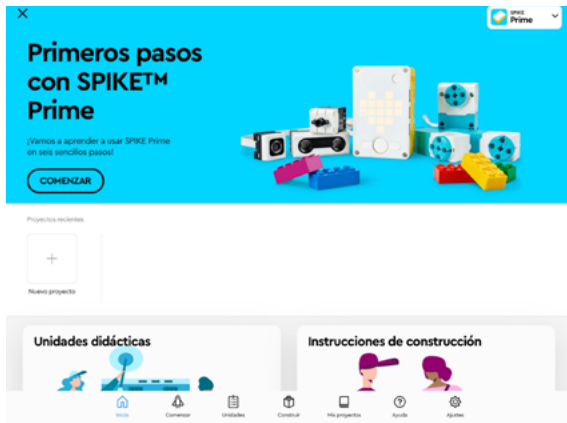 SPIKE
Prime
Primeros pasos
con SPIKE™
Prime
¡Vamos a aprender a usar SPIKE Prime
en seis sencillos pasos!
COMENZAR
Proyectos recientes
Nuevo proyecto
Unidades didácticas
Instrucciones de construcción
Inicio
Comenzar
Unidades
Construir
Mis proyectos
Ayuda
Ajustes